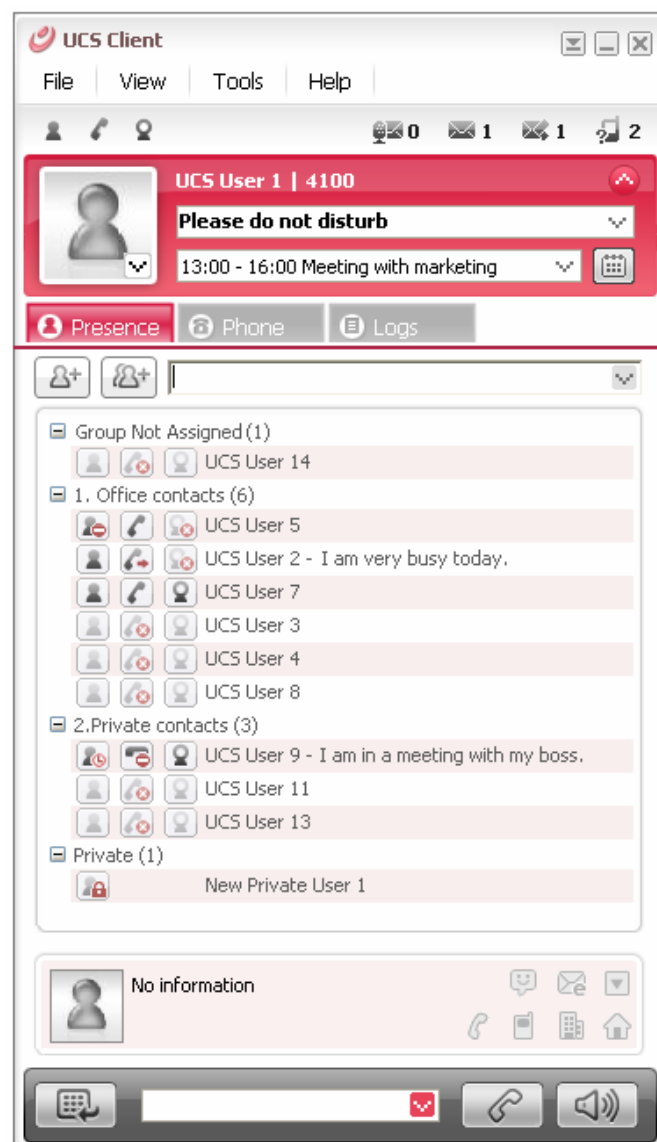 UCS Client
File View Tools Help
0 1 1 2
UCS User 1 | 4100
Please do not disturb
13:00 - 16:00 Meeting with marketing
Presence Phone Logs
Group Not Assigned (1)
UCS User 14
1. Office contacts (6)
UCS User 5
UCS User 2 - I am very busy today.
UCS User 7
UCS User 3
UCS User 4
UCS User 8
2.Private contacts (3)
UCS User 9 - I am in a meeting with my boss.
UCS User 11
UCS User 13
Private (1)
New Private User 1
No information